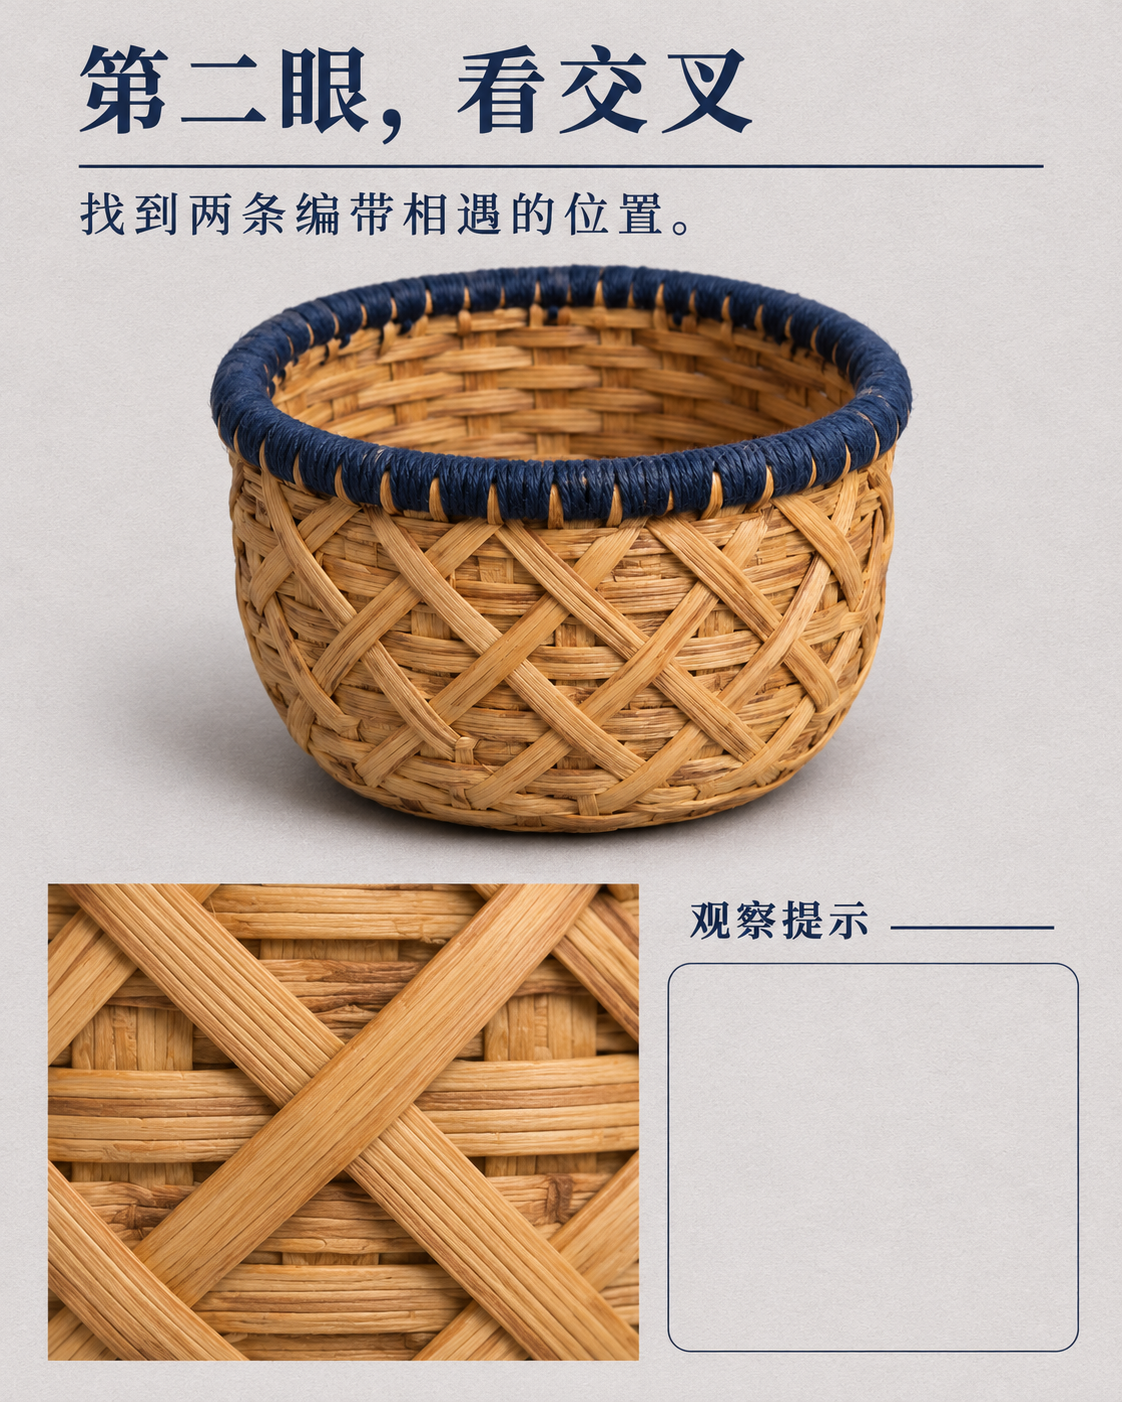 第二眼，看交叉
找到两条编带相遇的位置。
观察提示